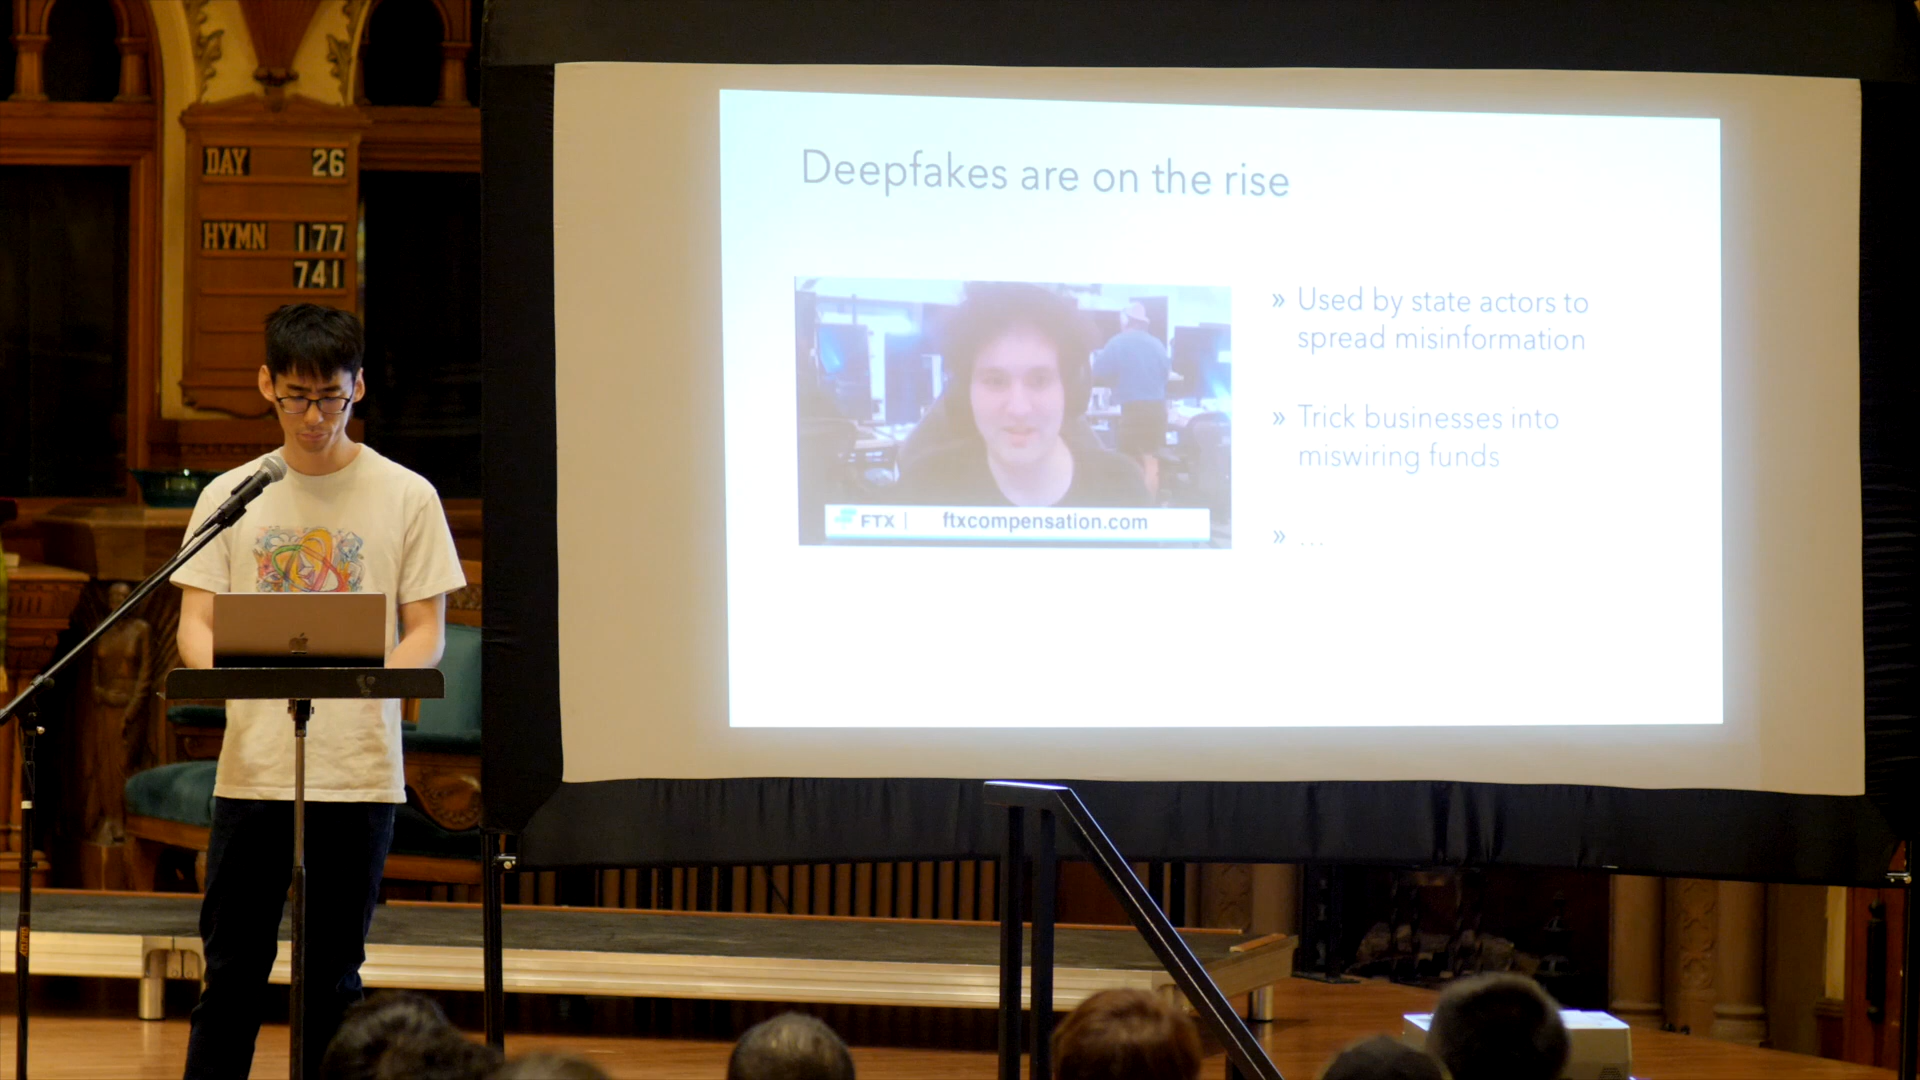 DAY 26
HYMN 177
741
Deepfakes are on the rise
» Used by state actors to
spread misinformation
» Trick businesses into
miswiring funds
» ...
FTX | ftxcompensation.com